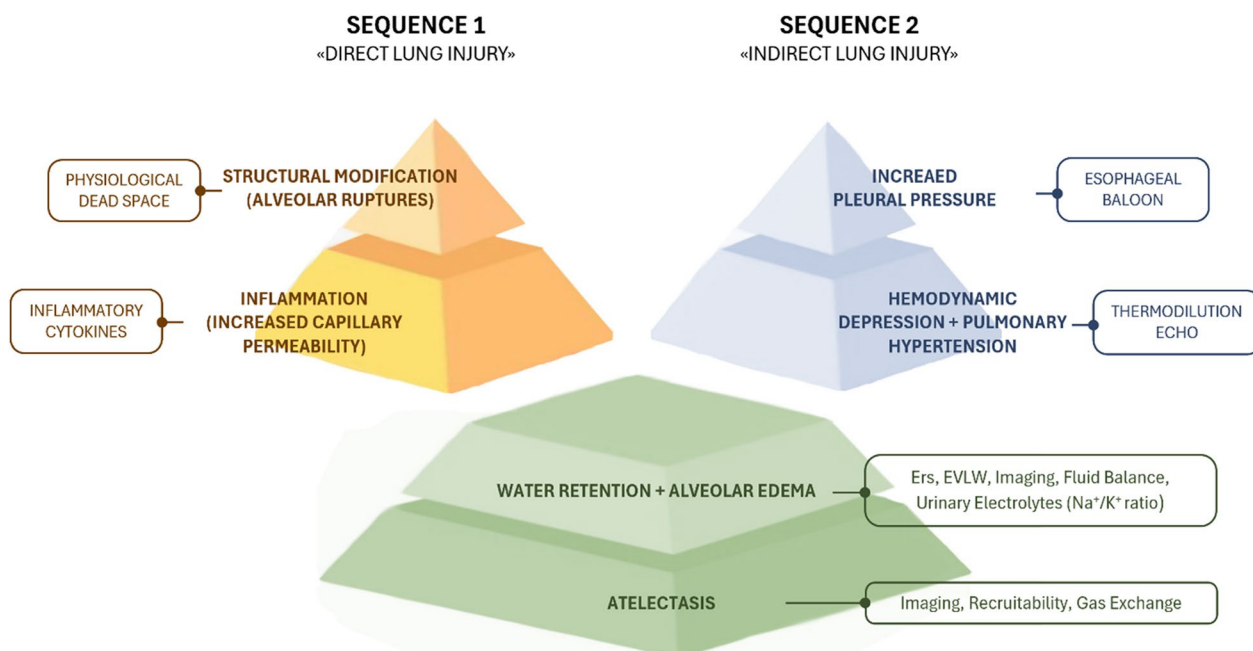 SEQUENCE 1
«DIRECT LUNG INJURY»
SEQUENCE 2
«INDIRECT LUNG INJURY»
PHYSIOLOGICAL
DEAD SPACE
STRUCTURAL MODIFICATION
(ALVEOLAR RUPTURES)
INCREAED
PLEURAL PRESSURE
ESOPHAGEAL
BALOON
INFLAMMATORY
CYTOKINES
INFLAMMATION
(INCREASED CAPILLARY
PERMEABILITY)
HEMODYNAMIC
DEPRESSION + PULMONARY
HYPERTENSION
THERMODILUTION
ECHO
WATER RETENTION + ALVEOLAR EDEMA
Ers, EVLW, Imaging, Fluid Balance,
Urinary Electrolytes (Na⁺/K⁺ ratio)
ATELECTASIS
Imaging, Recruitability, Gas Exchange